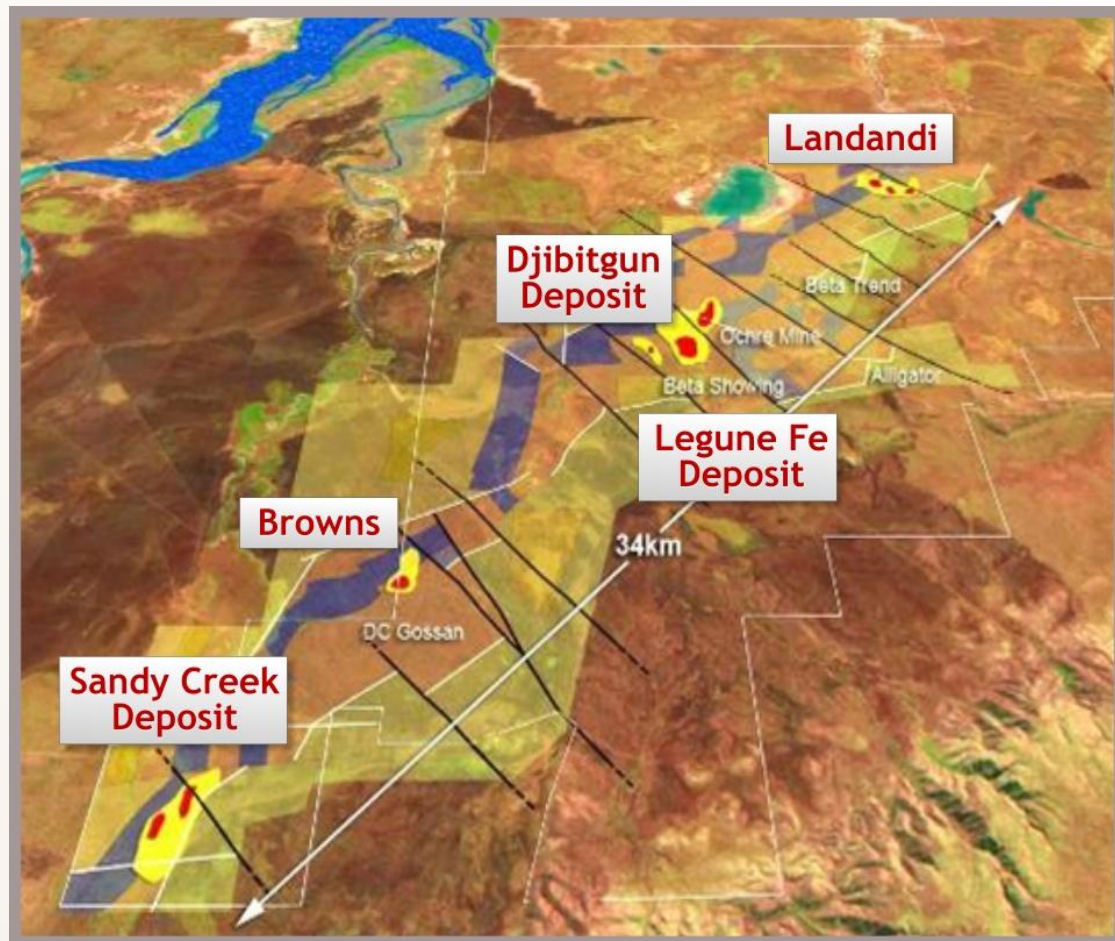 Landandi
Djibitgun
Deposit
Beta Trend
Ochre Mine
Beta Showing
Alligator
Legune Fe
Deposit
Browns
34km
DC Gossan
Sandy Creek
Deposit